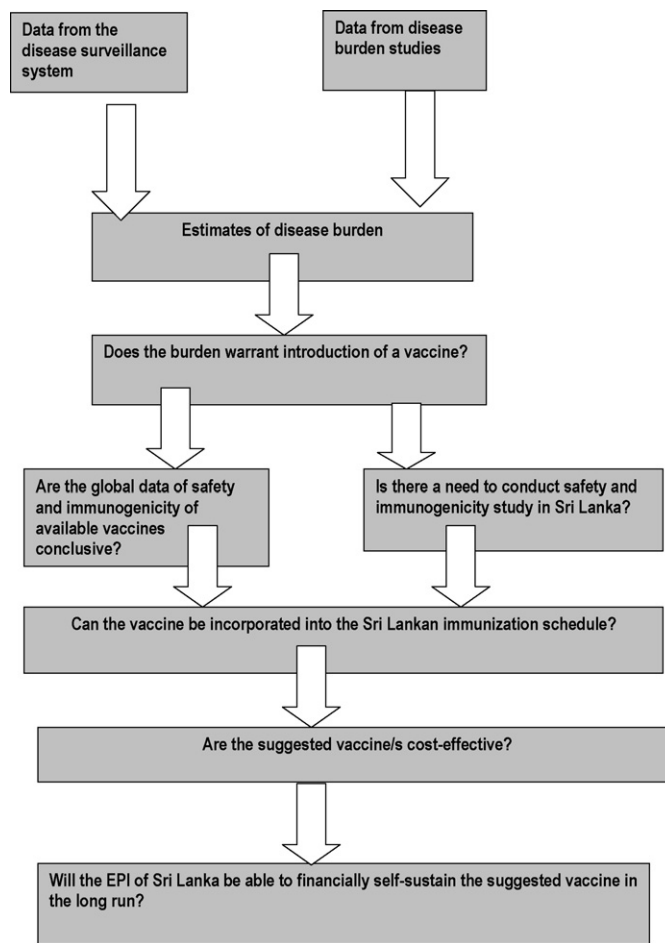 Data from the
disease surveillance
system
Data from disease
burden studies
Estimates of disease burden
Does the burden warrant introduction of a vaccine?
Are the global data of safety
and immunogenicity of
available vaccines
conclusive?
Is there a need to conduct safety and
immunogenicity study in Sri Lanka?
Can the vaccine be incorporated into the Sri Lankan immunization schedule?
Are the suggested vaccine/s cost-effective?
Will the EPI of Sri Lanka be able to financially self-sustain the suggested vaccine in
the long run?